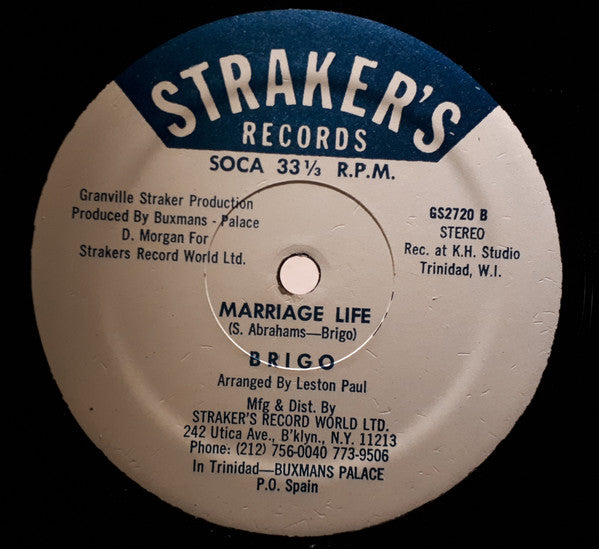 STRAKER'S
RECORDS
SOCA 33⅓ R.P.M.
Granville Straker Production
Produced By Buxmans - Palace
D. Morgan For
Strakers Record World Ltd.
GS2720 B
STEREO
Rec. at K.H. Studio
Trinidad, W.I.
MARRIAGE LIFE
(S. Abrahams—Brigo)
BRIGO
Arranged By Leston Paul
Mfg & Dist. By
STRAKER'S RECORD WORLD LTD.
242 Utica Ave., B'klyn., N.Y. 11213
Phone: (212) 756-0040 773-9506
In Trinidad—BUXMANS PALACE
P.O. Spain